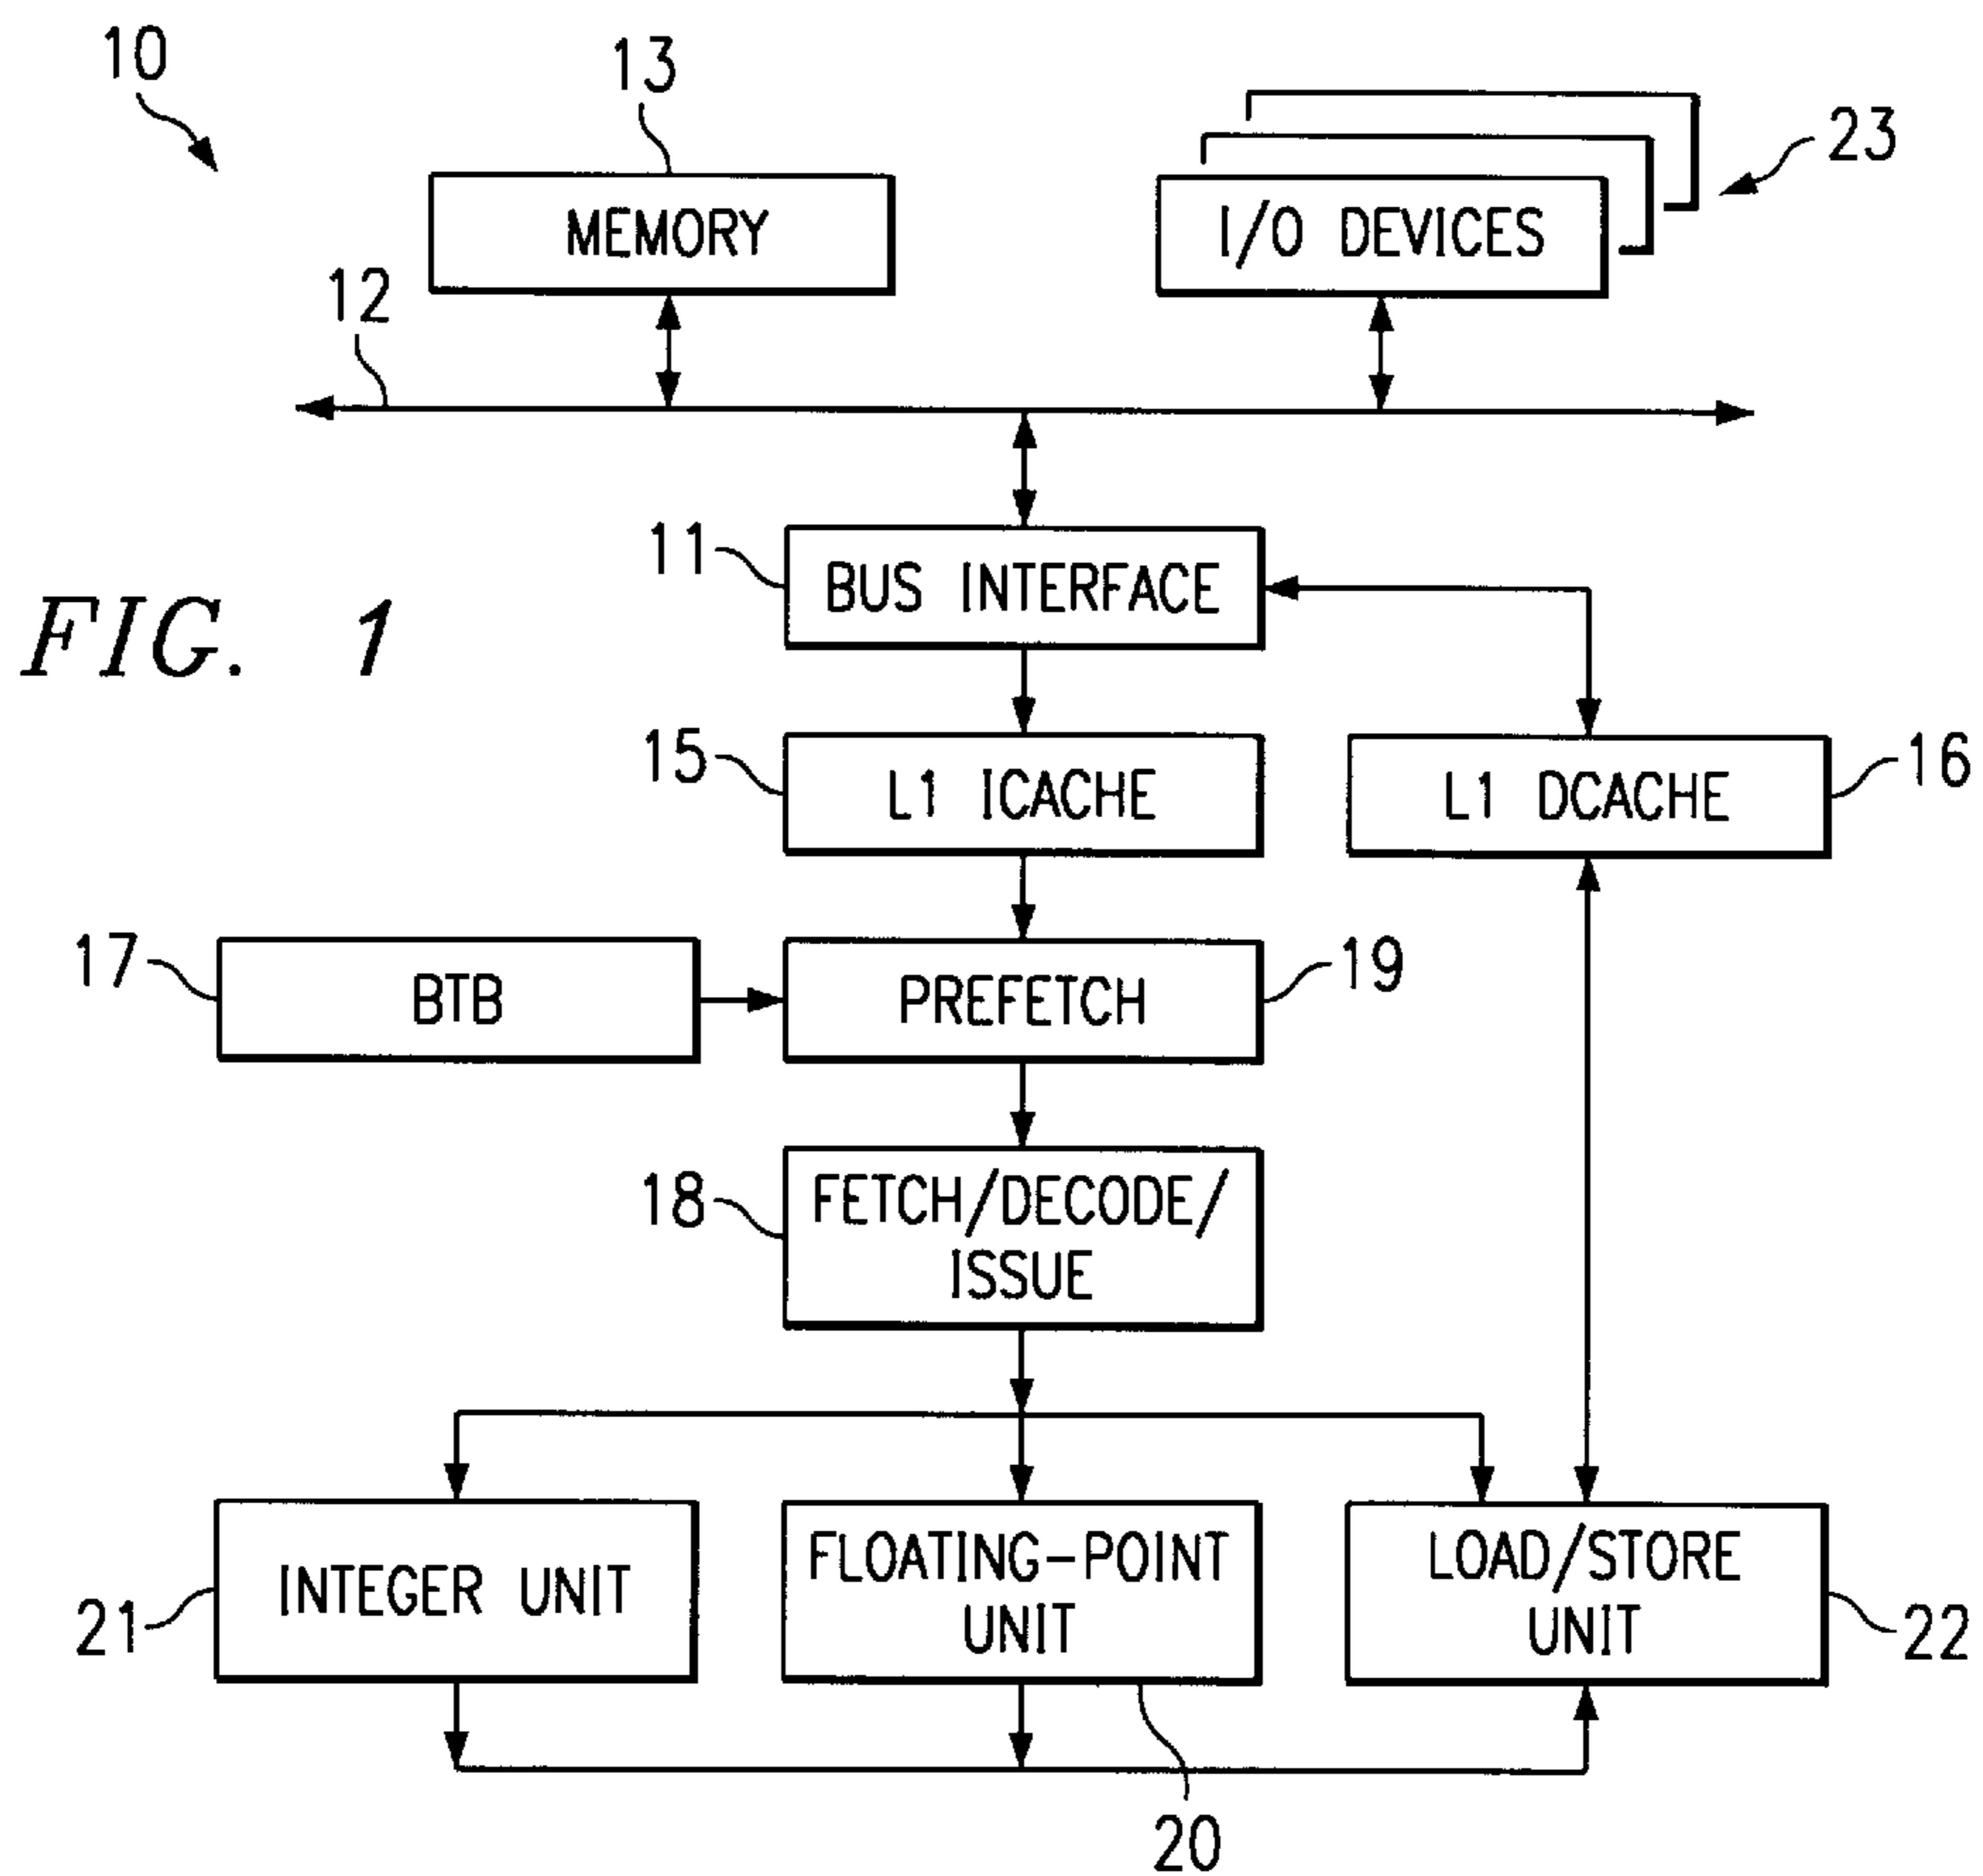 10
13
23
MEMORY
I/O DEVICES
12
11
BUS INTERFACE
FIG. 1
15
L1 ICACHE
L1 DCACHE
16
17
BTB
PREFETCH
19
18
FETCH/DECODE/
ISSUE
INTEGER UNIT
21
FLOATING-POINT
UNIT
LOAD/STORE
UNIT
22
20